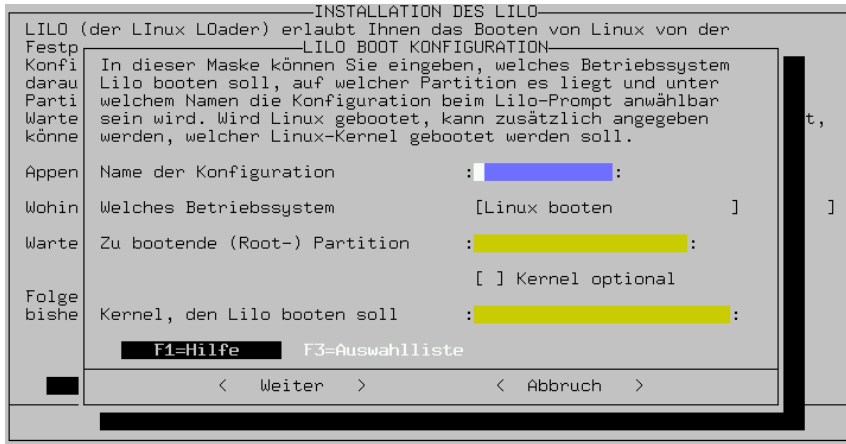 INSTALLATION DES LILO
LILO (der LInux LOader) erlaubt Ihnen das Booten von Linux von der
Festp
LILO BOOT KONFIGURATION
Konfi
In dieser Maske können Sie eingeben, welches Betriebssystem
darau
Lilo booten soll, auf welcher Partition es liegt und unter
Parti
welchem Namen die Konfiguration beim Lilo-Prompt anwählbar
Warte
sein wird. Wird Linux gebootet, kann zusätzlich angegeben
t,
könne
werden, welcher Linux-Kernel gebootet werden soll.
Appen
Name der Konfiguration : :
Wohin
Welches Betriebssystem [Linux booten ]
]
Warte
Zu bootende (Root-) Partition : :
[ ] Kernel optional
Folge
bishe
Kernel, den Lilo booten soll : :
F1=Hilfe F3=Auswahlliste
< Weiter > < Abbruch >